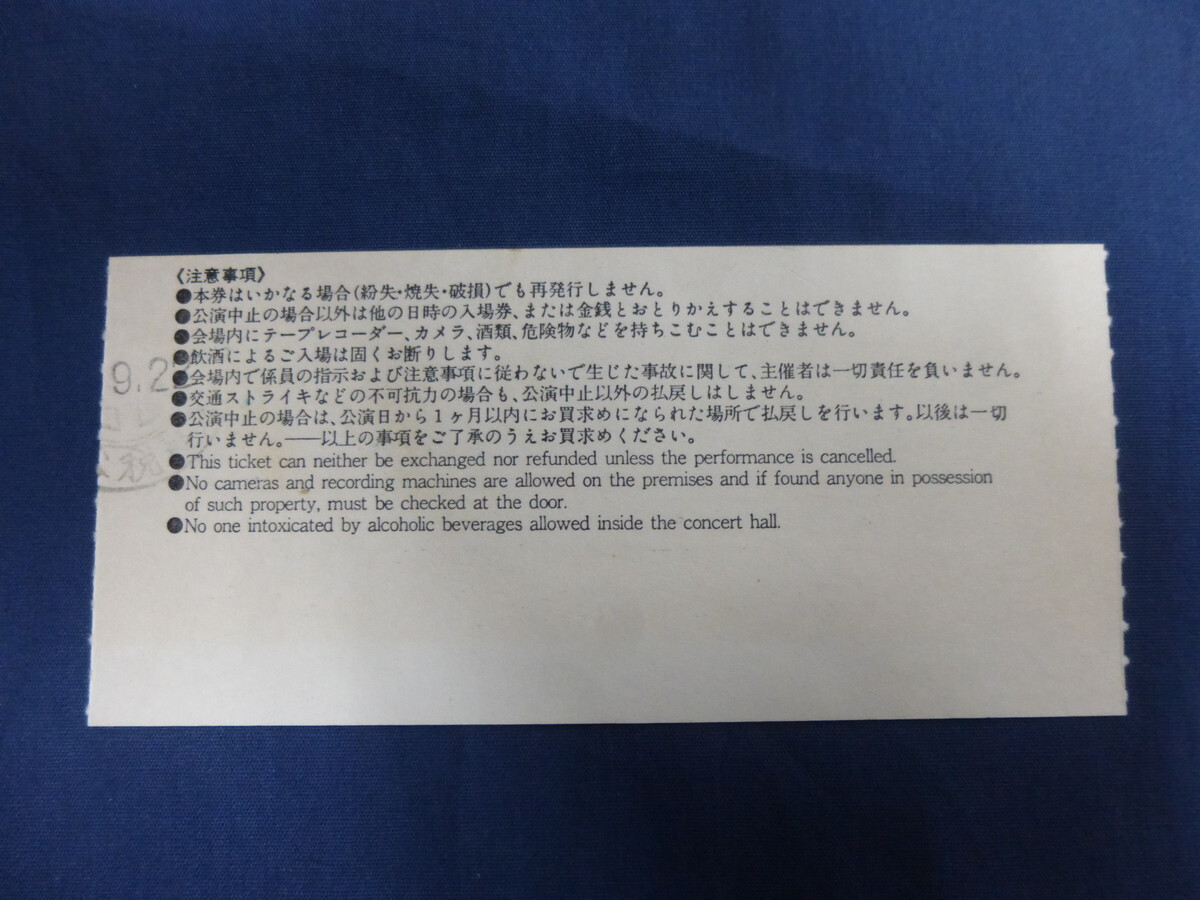 《注意事項》
●本券はいかなる場合(紛失・焼失・破損)でも再発行しません。
●公演中止の場合以外は他の日時の入場券、または金銭とおとりかえすることはできません。
●会場内にテープレコーダー、カメラ、酒類、危険物などを持ちこむことはできません。
●飲酒によるご入場は固くお断りします。
9.2
●会場内で係員の指示および注意事項に従わないで生じた事故に関して、主催者は一切責任を負いません。
●交通ストライキなどの不可抗力の場合も、公演中止以外の払戻しはしません。
●公演中止の場合は、公演日から1ヶ月以内にお買求めになられた場所で払戻しを行います。以後は一切
行いません。――以上の事項をご了承のうえお買求めください。
●This ticket can neither be exchanged nor refunded unless the performance is cancelled.
●No cameras and recording machines are allowed on the premises and if found anyone in possession
of such property, must be checked at the door.
●No one intoxicated by alcoholic beverages allowed inside the concert hall.